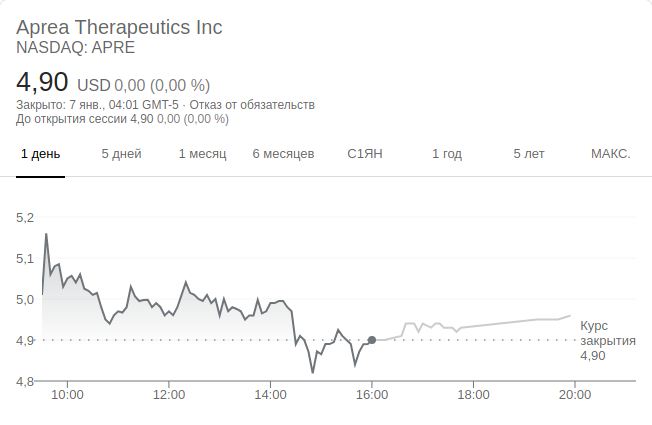 Aprea Therapeutics Inc
NASDAQ: APRE
4,90 USD 0,00 (0,00 %)
Закрыто: 7 янв., 04:01 GMT-5 · Отказ от обязательств
До открытия сессии 4,90 0,00 (0,00 %)
1 день 5 дней 1 месяц 6 месяцев С1ЯН 1 год 5 лет МАКС.
5,2
5,1
5,0
4,9
4,8
Курс
закрытия
4,90
10:00 12:00 14:00 16:00 18:00 20:00